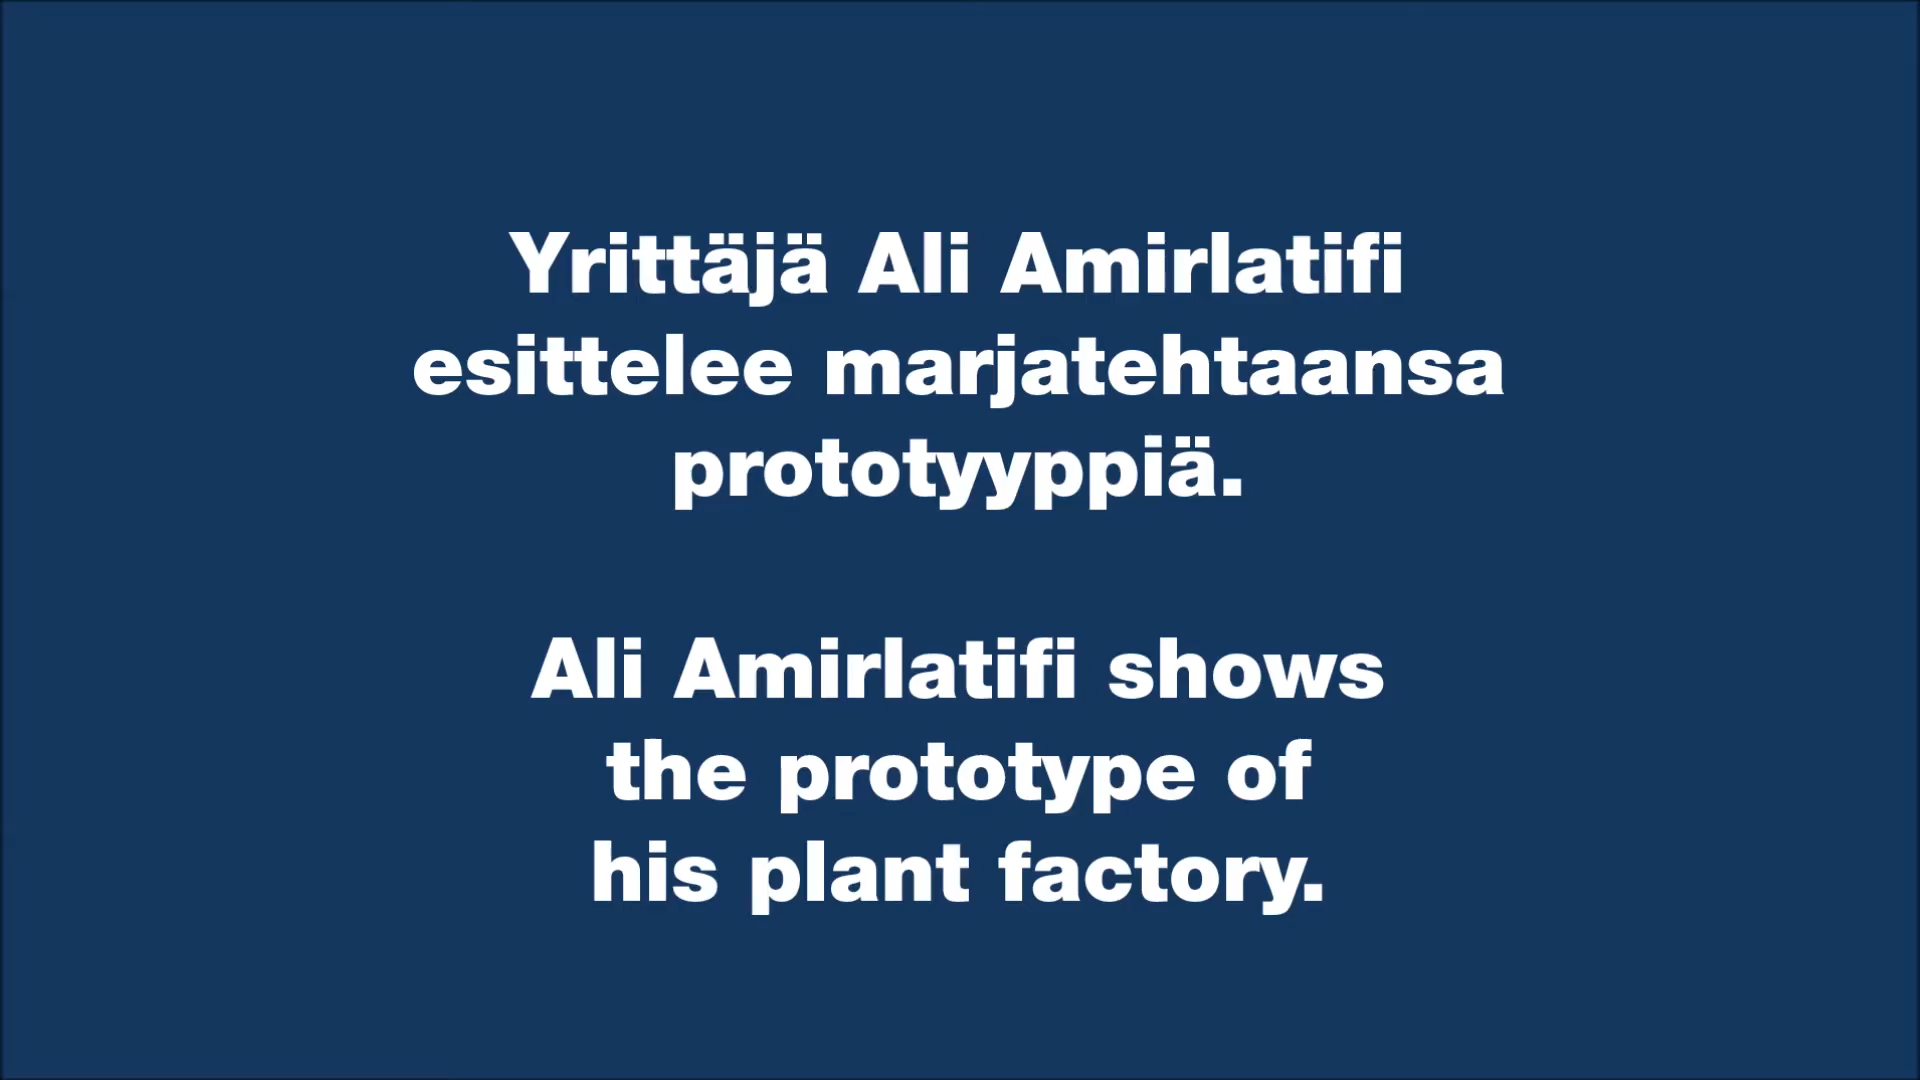 Yrittäjä Ali Amirlatifi
esittelee marjatehtaansa
prototyyppiä.
Ali Amirlatifi shows
the prototype of
his plant factory.